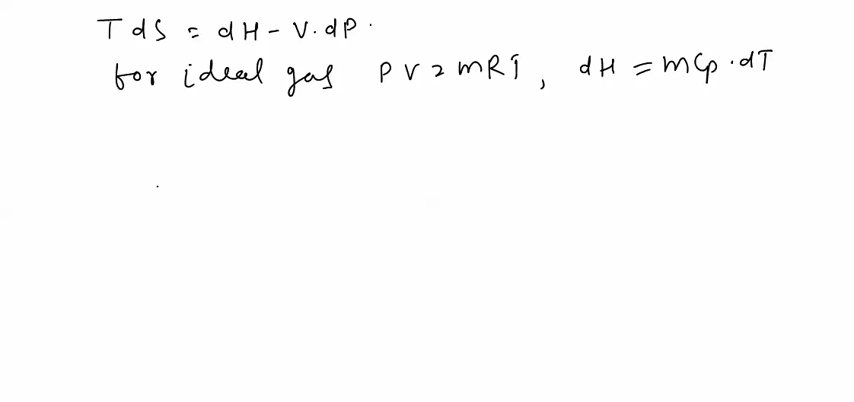 T dS = dH - V.dP.
for ideal gas PV = mRT, dH = mCp.dT